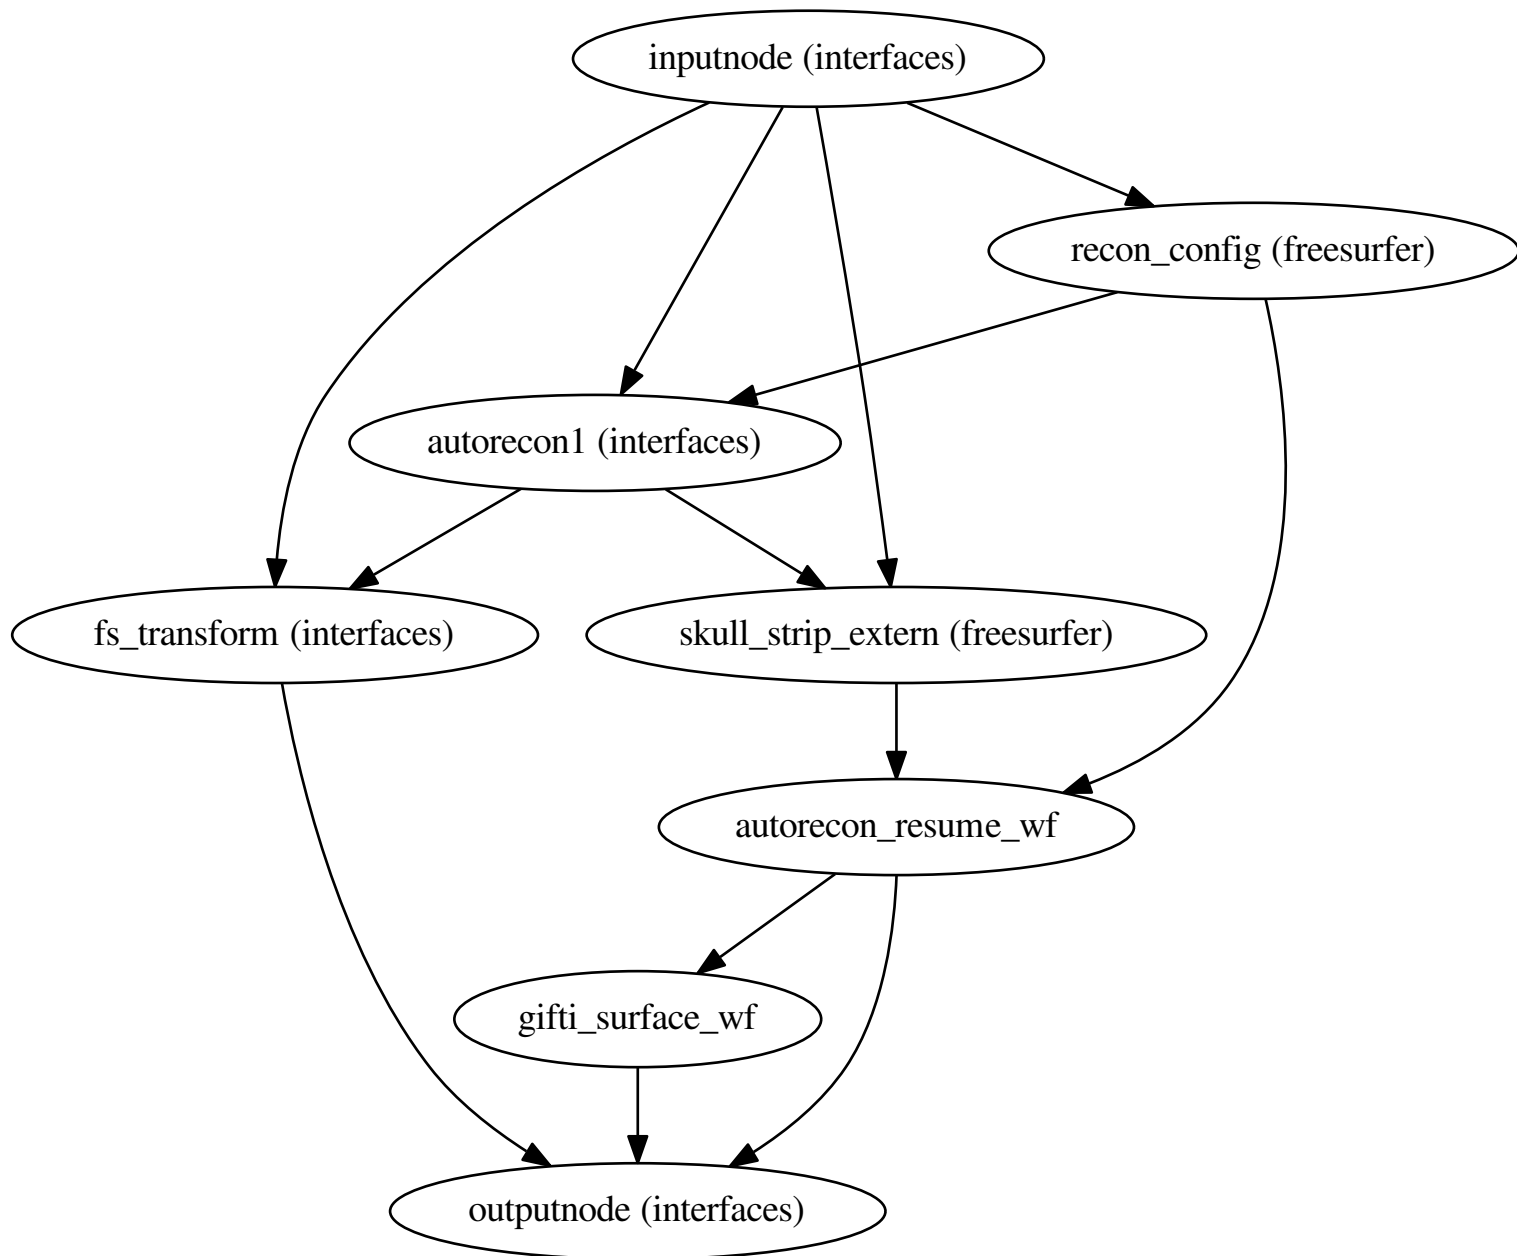 inputnode (interfaces)
recon_config (freesurfer)
autorecon1 (interfaces)
fs_transform (interfaces)
skull_strip_extern (freesurfer)
autorecon_resume_wf
gifti_surface_wf
outputnode (interfaces)